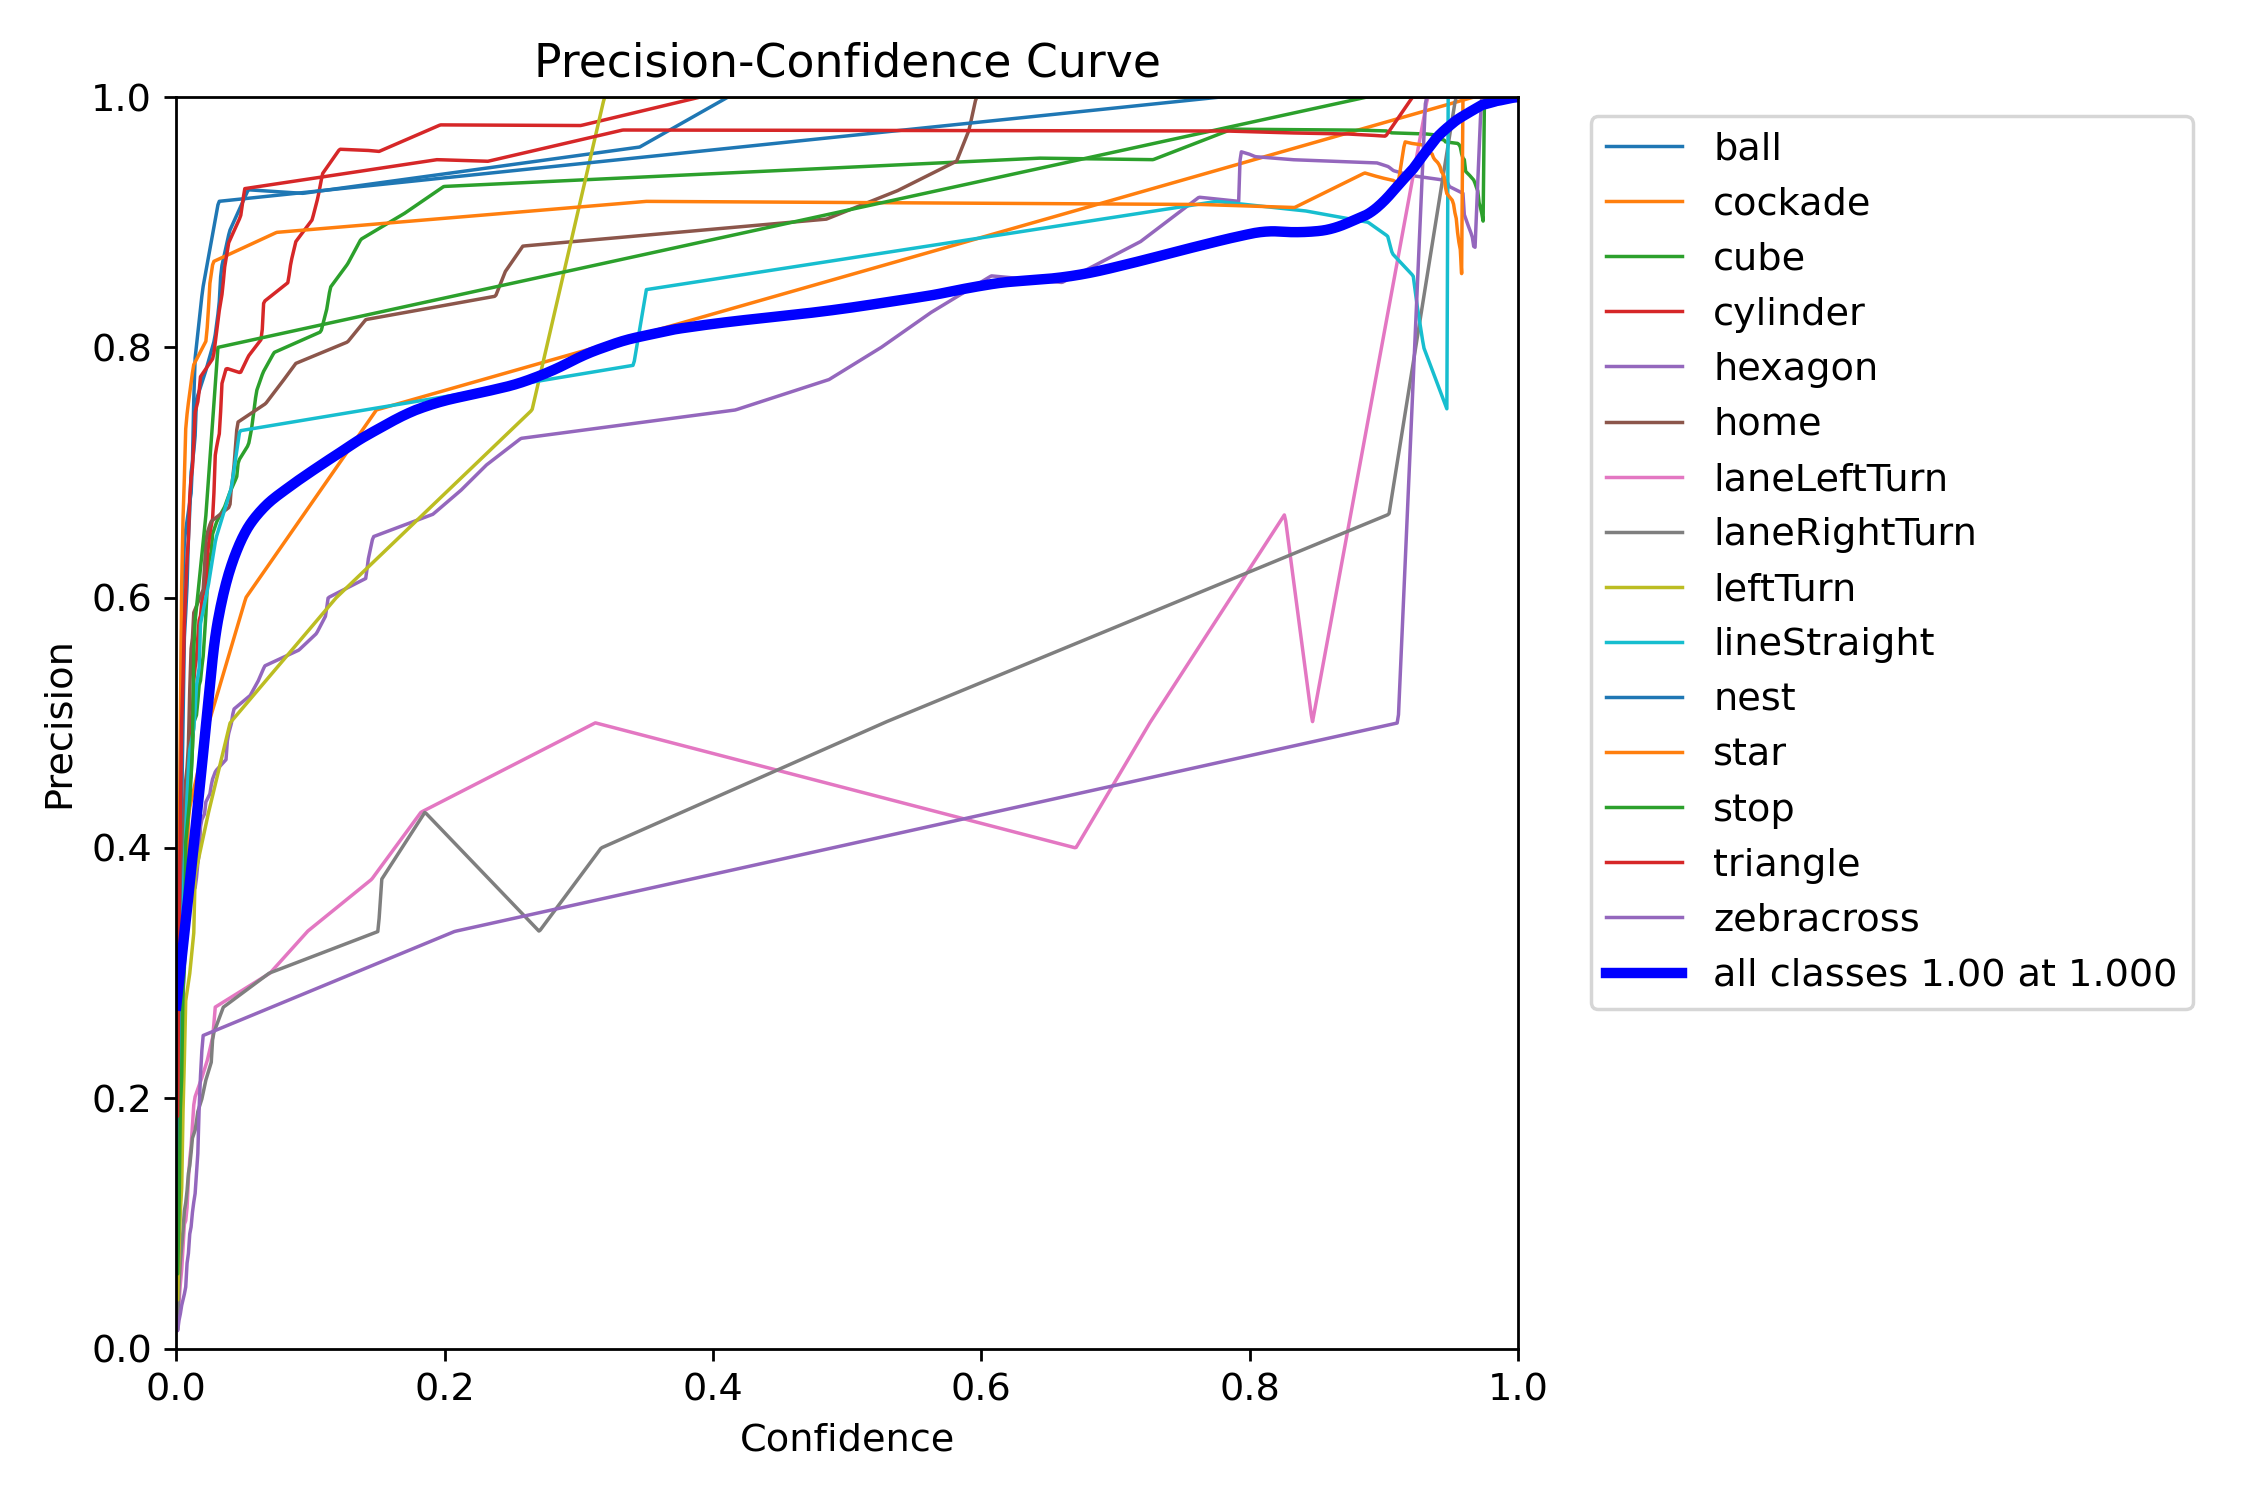 Precision-Confidence Curve
1.0
0.8
0.6
0.4
0.2
0.0
Precision
0.0 0.2 0.4 0.6 0.8 1.0
Confidence
ball
cockade
cube
cylinder
hexagon
home
laneLeftTurn
laneRightTurn
leftTurn
lineStraight
nest
star
stop
triangle
zebracross
all classes 1.00 at 1.000